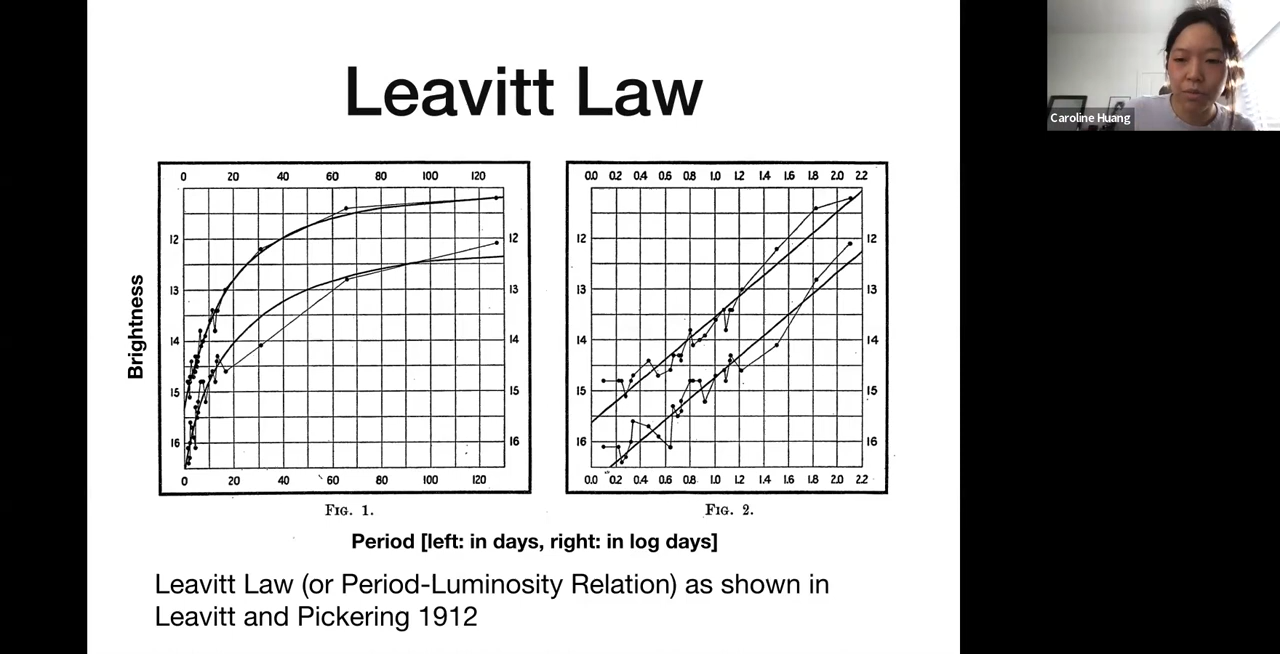 Leavitt Law
Caroline Huang
0 20 40 60 80 100 120
12 12
13 13
14 14
15 15
16 16
0 20 40 60 80 100 120
FIG. 1.
0.0 0.2 0.4 0.6 0.8 1.0 1.2 1.4 1.6 1.8 2.0 2.2
12 12
13 13
14 14
15 15
16 16
0.0 0.2 0.4 0.6 0.8 1.0 1.2 1.4 1.6 1.8 2.0 2.2
FIG. 2.
Brightness
Period [left: in days, right: in log days]
Leavitt Law (or Period-Luminosity Relation) as shown in
Leavitt and Pickering 1912